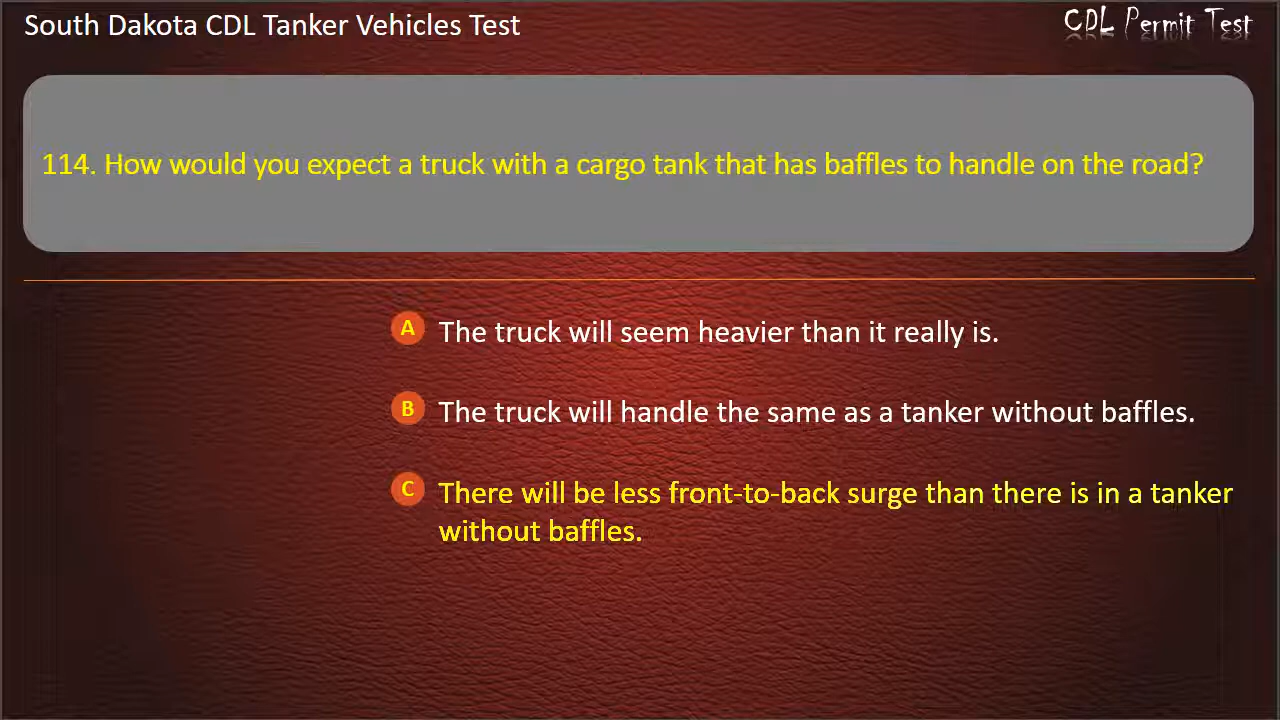 South Dakota CDL Tanker Vehicles Test
CDL Permit Test
114. How would you expect a truck with a cargo tank that has baffles to handle on the road?
A The truck will seem heavier than it really is.
B The truck will handle the same as a tanker without baffles.
C There will be less front-to-back surge than there is in a tanker
without baffles.